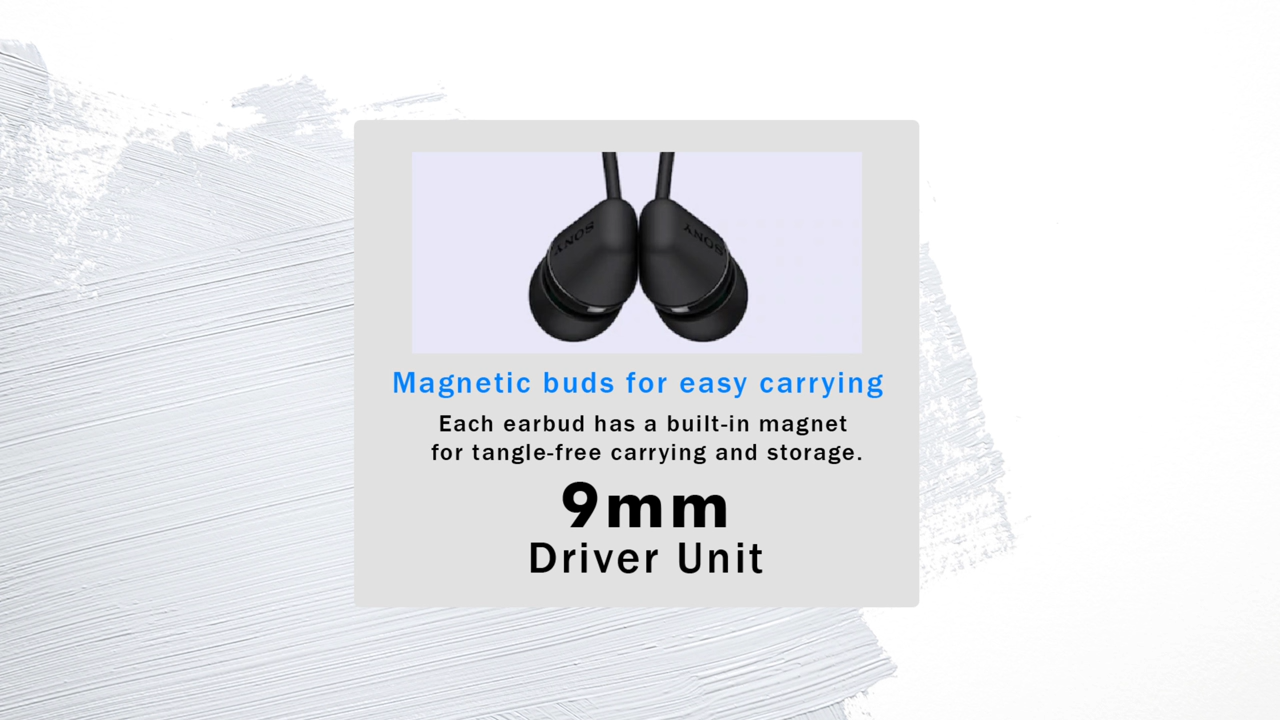 SONY
SONY
Magnetic buds for easy carrying
Each earbud has a built-in magnet
for tangle-free carrying and storage.
9mm
Driver Unit